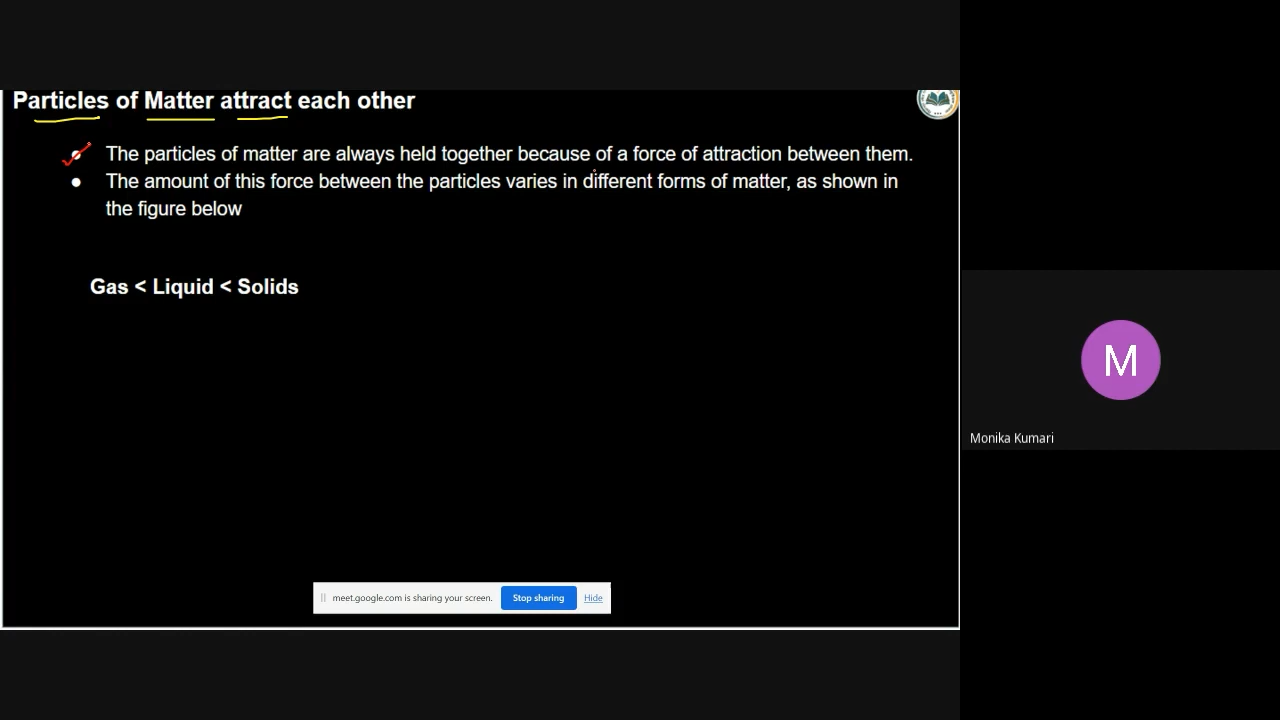 Particles of Matter attract each other
The particles of matter are always held together because of a force of attraction between them.
The amount of this force between the particles varies in different forms of matter, as shown in
the figure below
Gas < Liquid < Solids
M
Monika Kumari
meet.google.com is sharing your screen. Stop sharing Hide